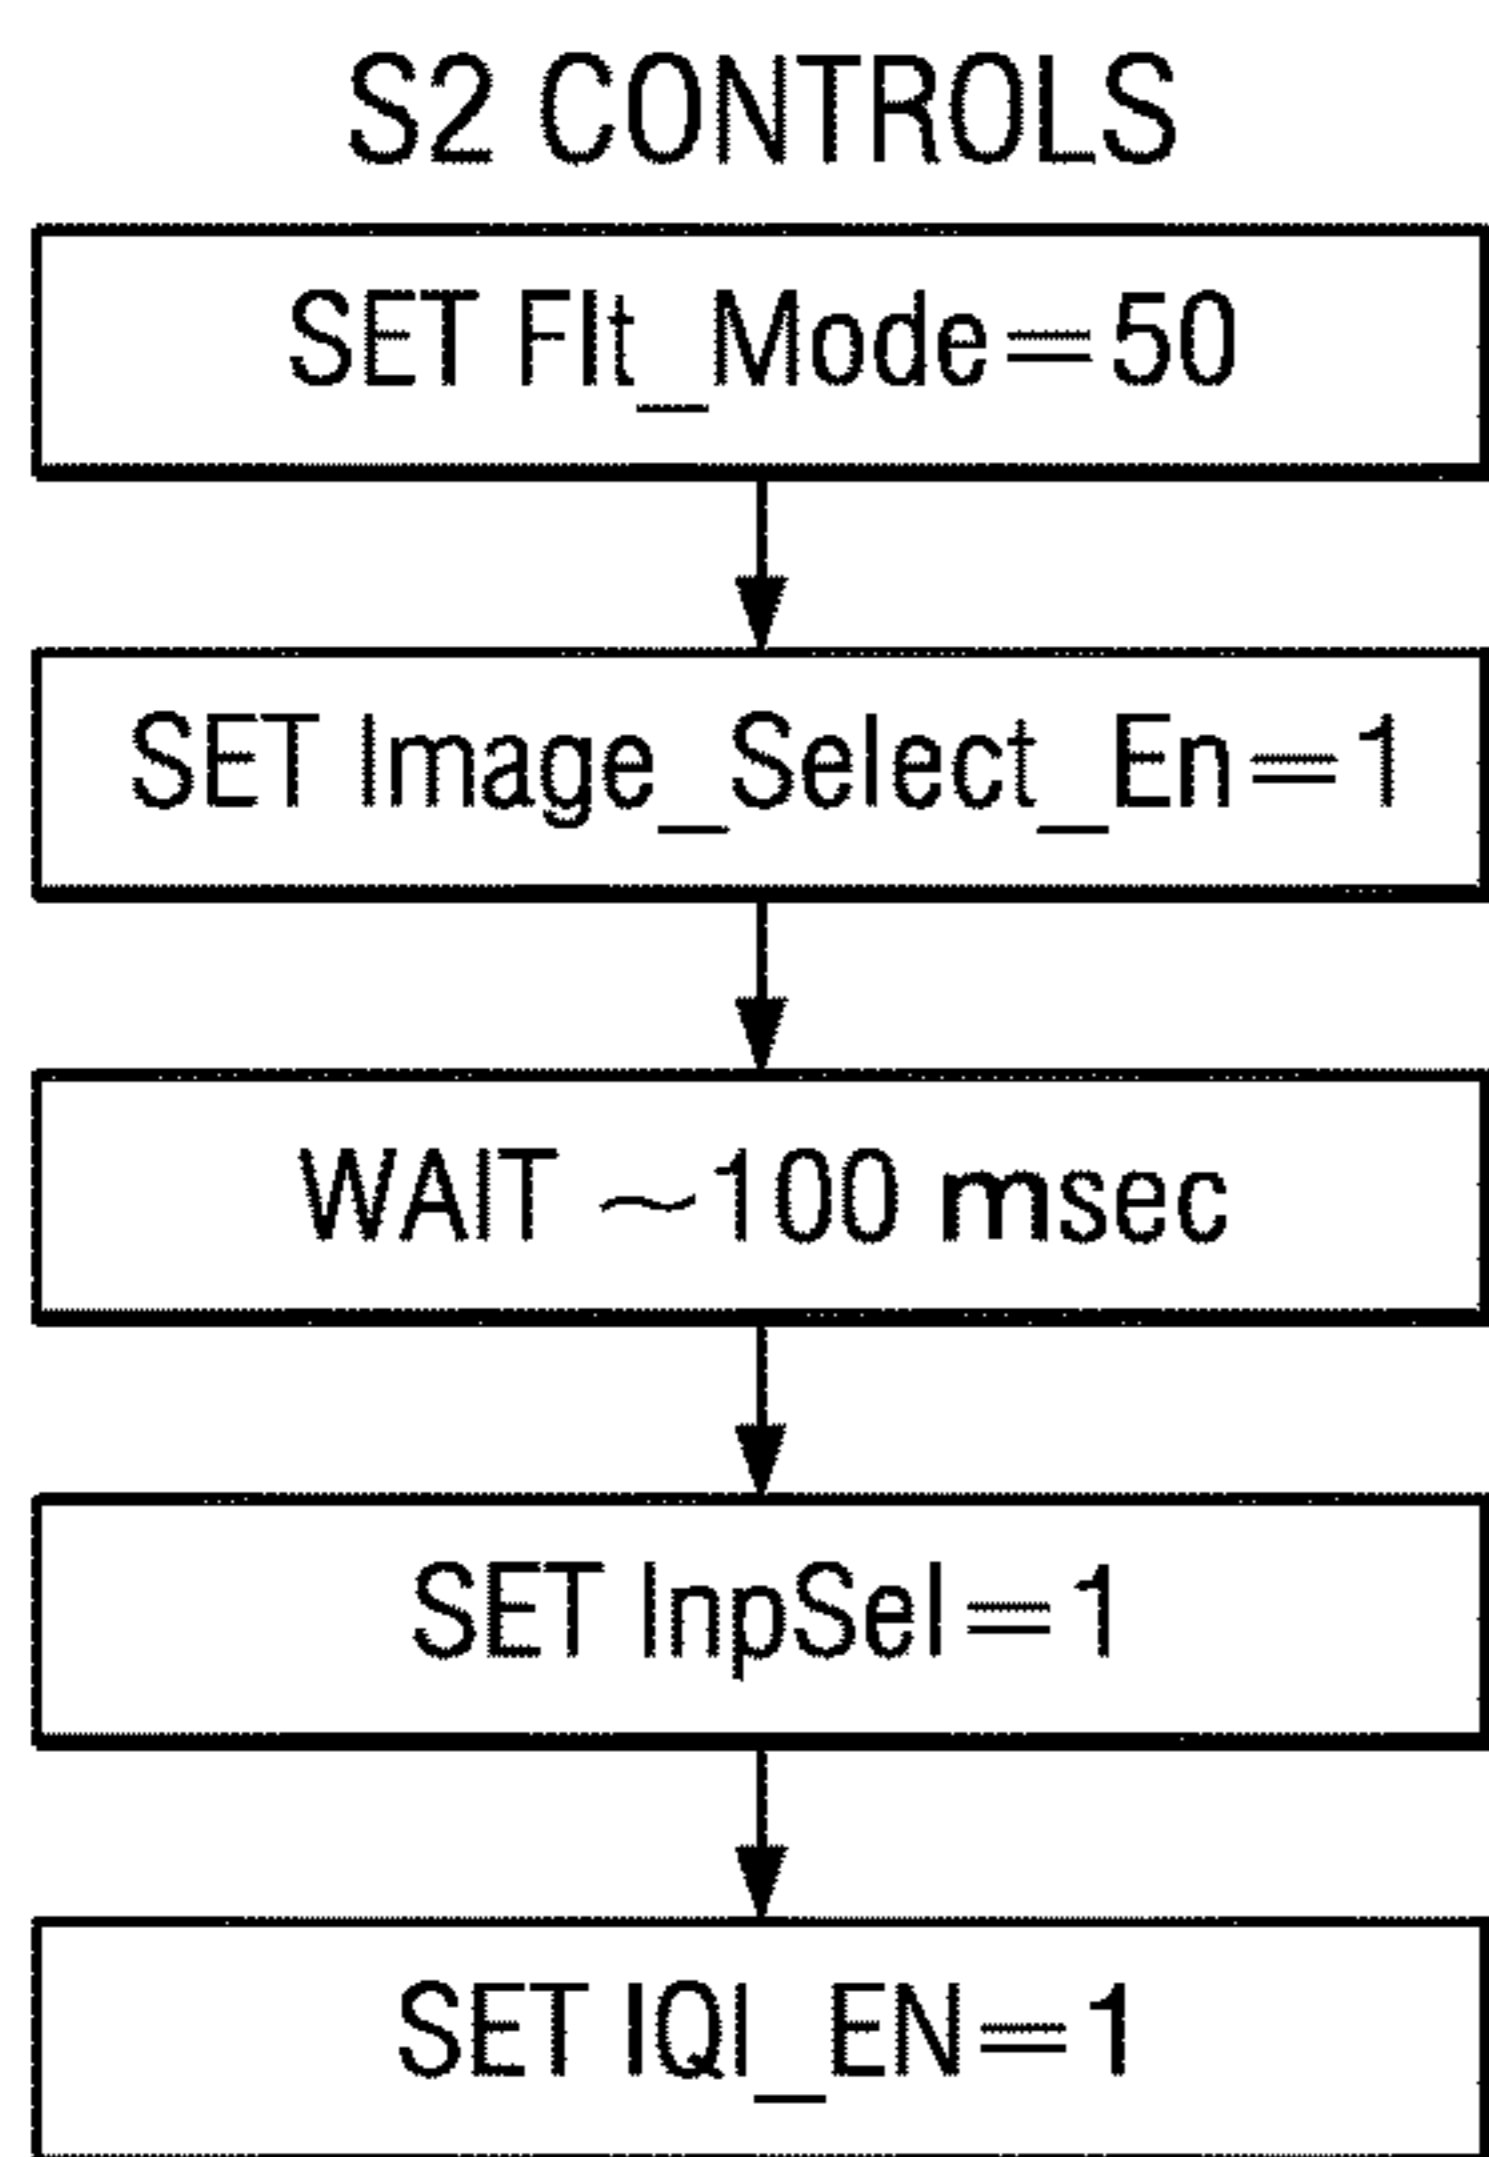 S2 CONTROLS
SET Flt_Mode=50
SET Image_Select_En=1
WAIT ~100 msec
SET InpSel=1
SET IQI_EN=1